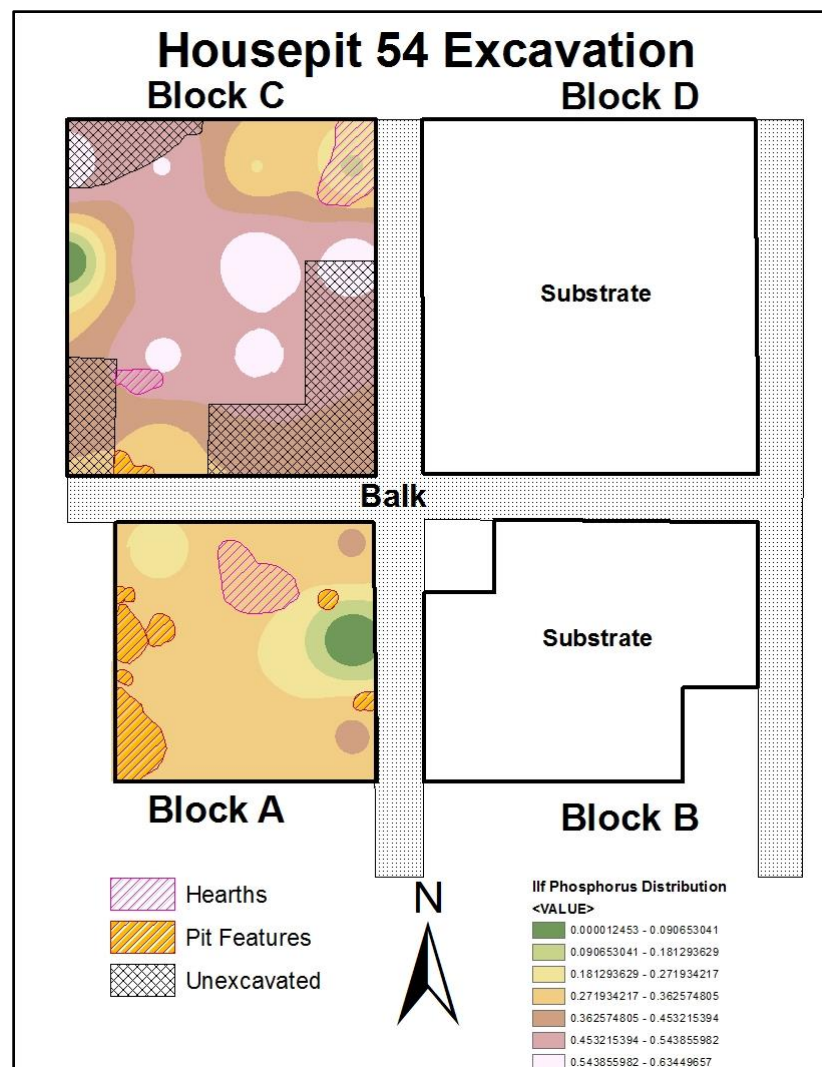 Housepit 54 Excavation
Block C
Block D
Substrate
Balk
Substrate
Block A
Block B
Hearths
Pit Features
Unexcavated
N
IIf Phosphorus Distribution
<VALUE>
0.000012453 - 0.090653041
0.090653041 - 0.181293629
0.181293629 - 0.271934217
0.271934217 - 0.362574805
0.362574805 - 0.453215394
0.453215394 - 0.543855982
0.543855982 - 0.63449657